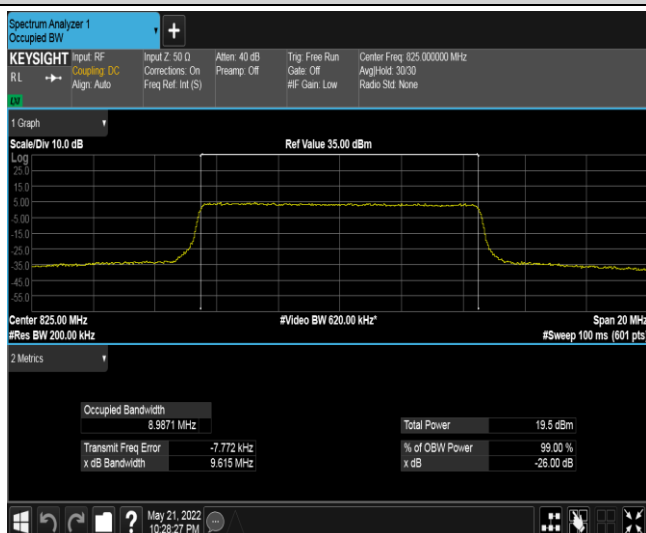 Spectrum Analyzer 1
Occupied BW
+
KEYSIGHT
RL
Input: RF
Coupling: DC
Align: Auto
Input Z: 50 Ω
Corrections: On
Freq Ref: Int (S)
Atten: 40 dB
Preamp: Off
Trig: Free Run
Gate: Off
#IF Gain: Low
Center Freq: 825.000000 MHz
Avg|Hold: 30/30
Radio Std: None
1 Graph
Scale/Div 10.0 dB
Ref Value 35.00 dBm
Log
25.0
15.0
5.00
-5.00
-15.0
-25.0
-35.0
-45.0
-55.0
Center 825.00 MHz
#Video BW 620.00 kHz*
Span 20 MHz
#Res BW 200.00 kHz
#Sweep 100 ms (601 pts)
2 Metrics
Occupied Bandwidth
8.9871 MHz
Total Power
19.5 dBm
Transmit Freq Error
-7.772 kHz
% of OBW Power
99.00 %
x dB Bandwidth
9.615 MHz
x dB
-26.00 dB
?
May 21, 2022
10:28:27 PM